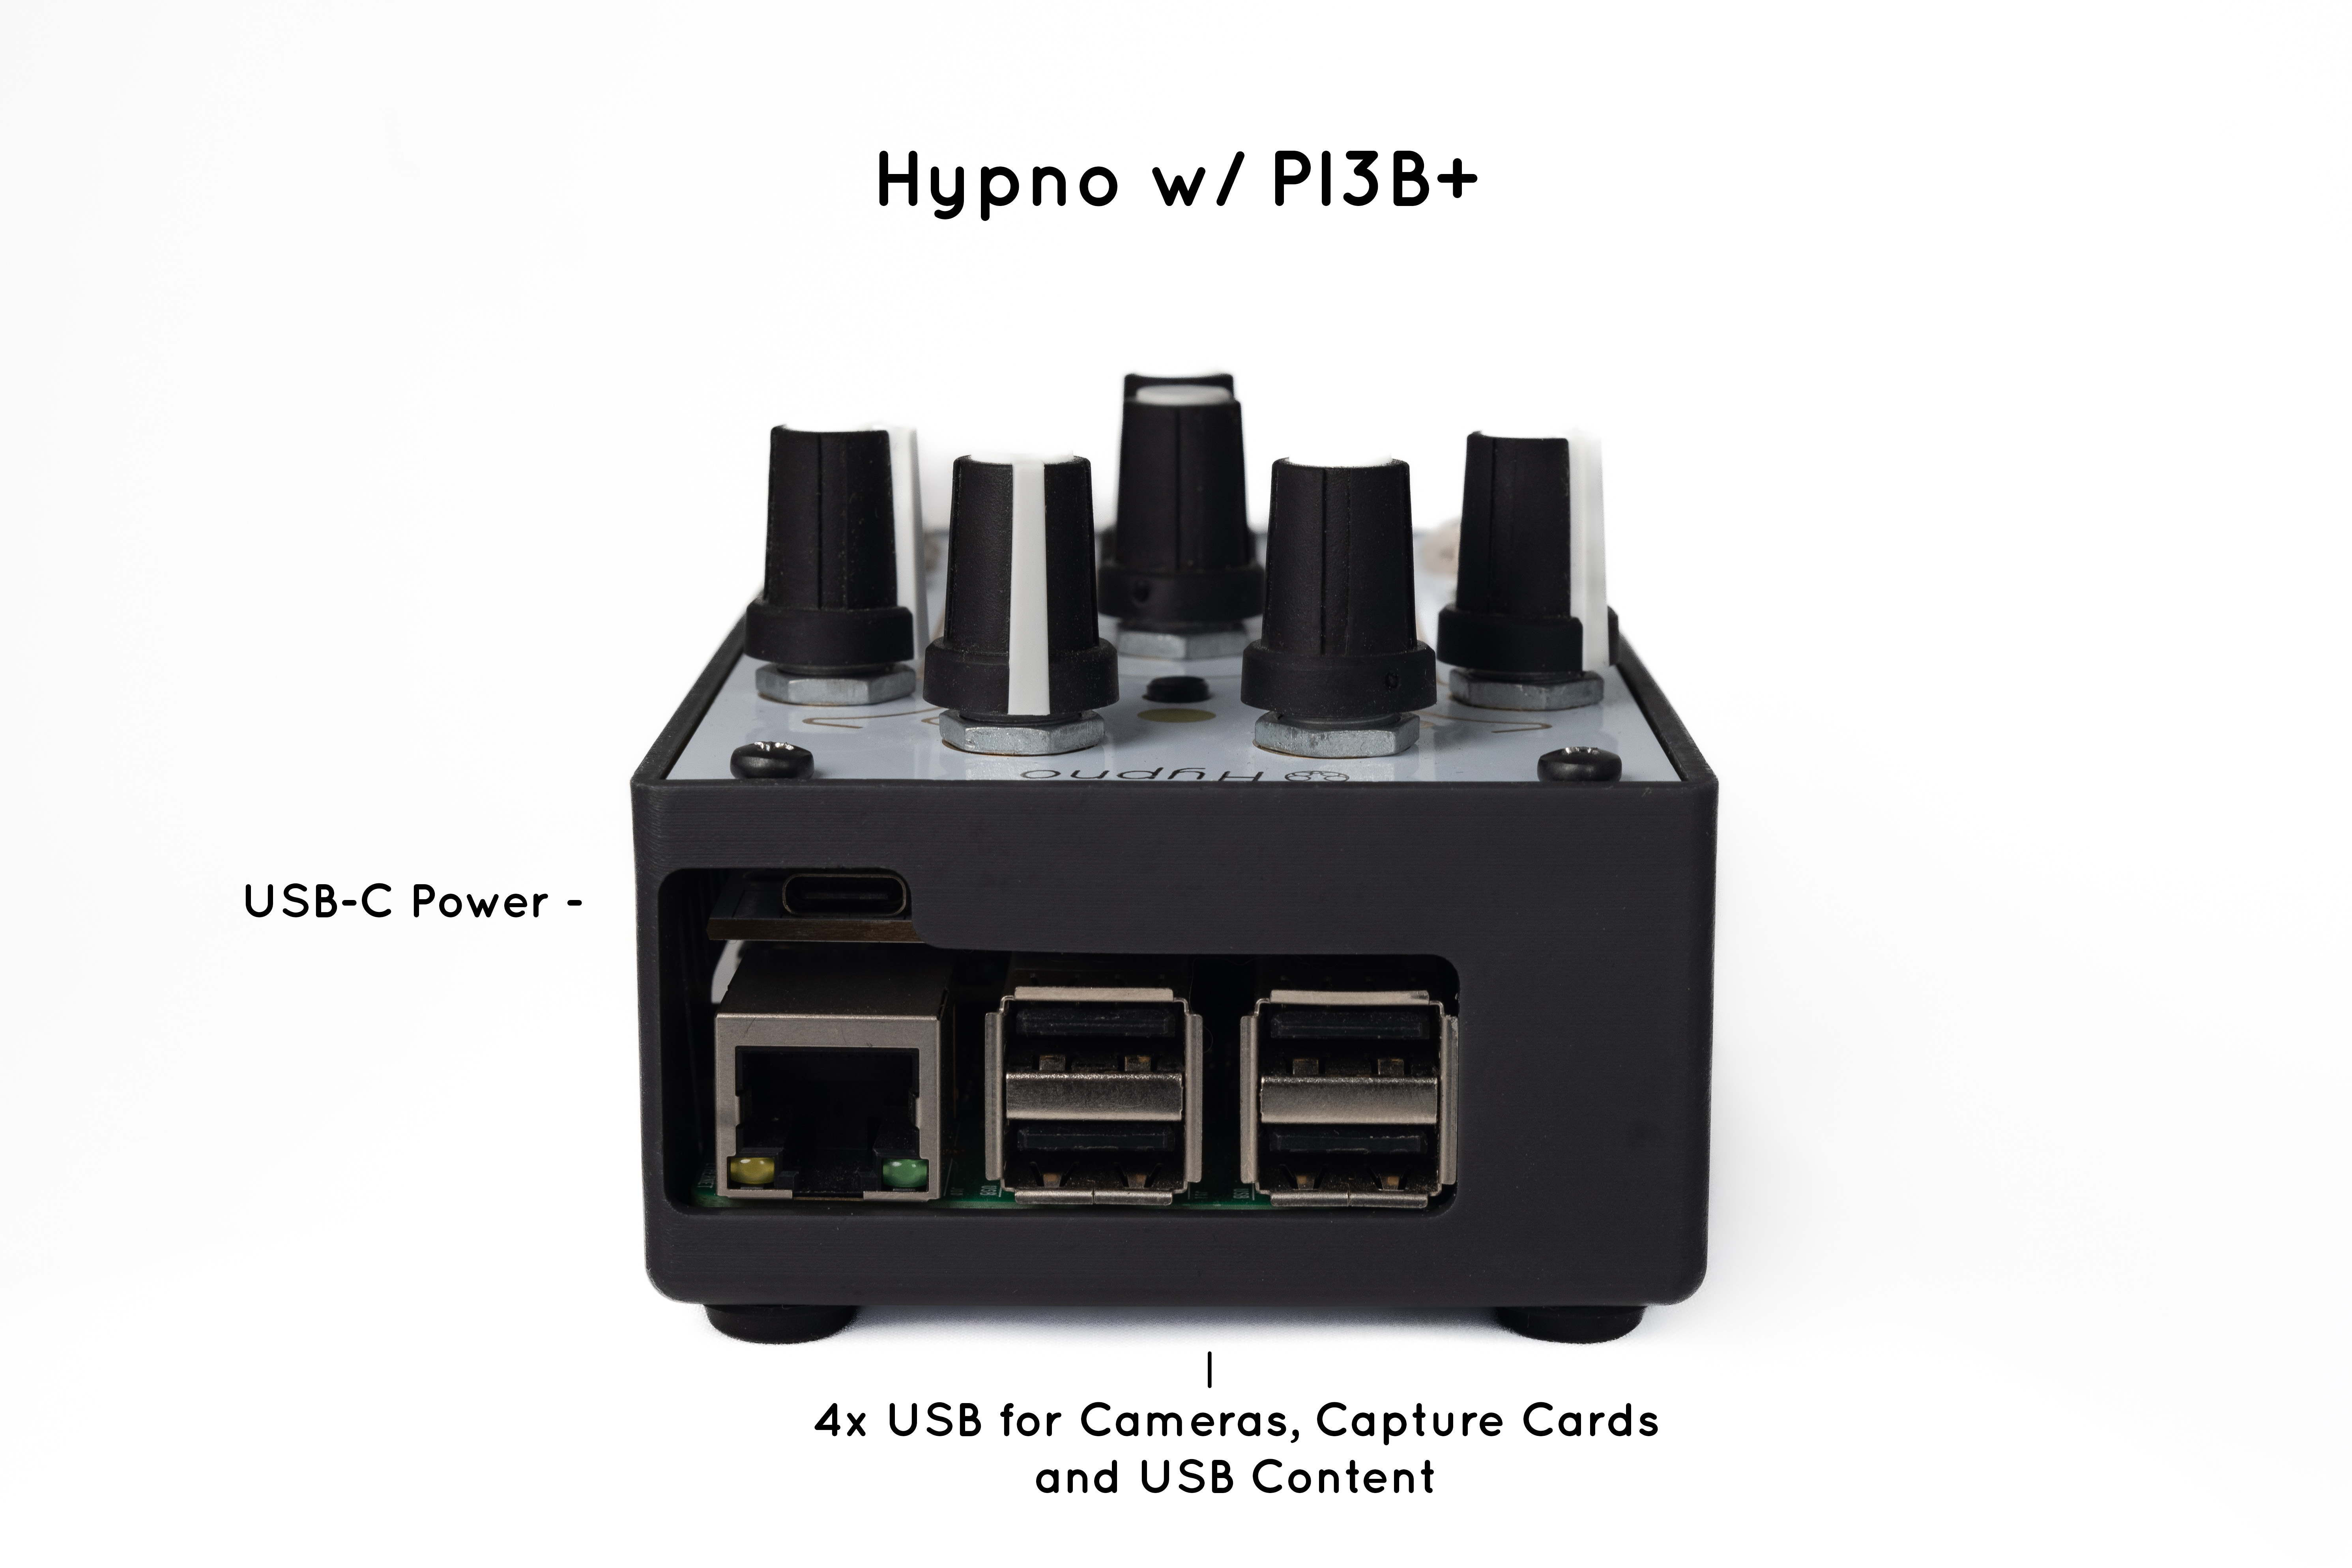 Hypno w/ PI3B+
Hypno
USB-C Power -
4x USB for Cameras, Capture Cards
and USB Content